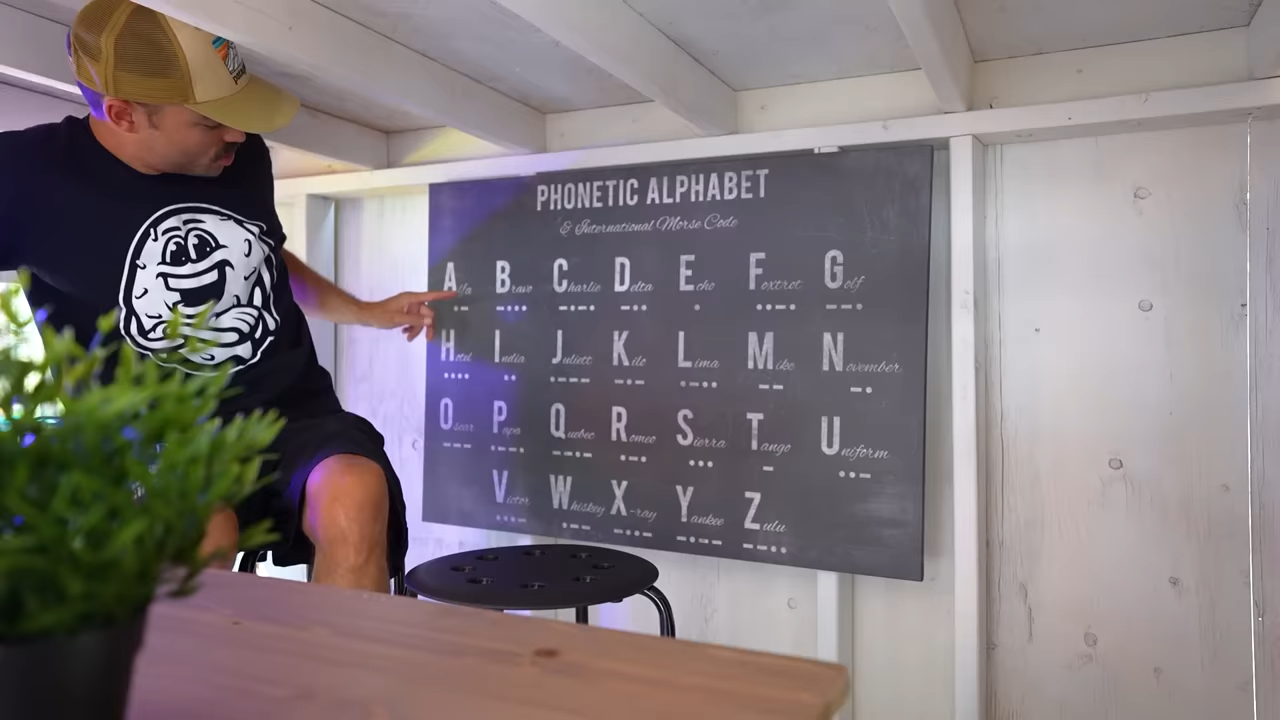 PHONETIC ALPHABET
& International Morse Code
Alfa Bravo Charlie Delta Echo Foxtrot Golf
Hotel India Juliett Kilo Lima Mike November
Oscar Papa Quebec Romeo Sierra Tango Uniform
Victor Whiskey X-ray Yankee Zulu